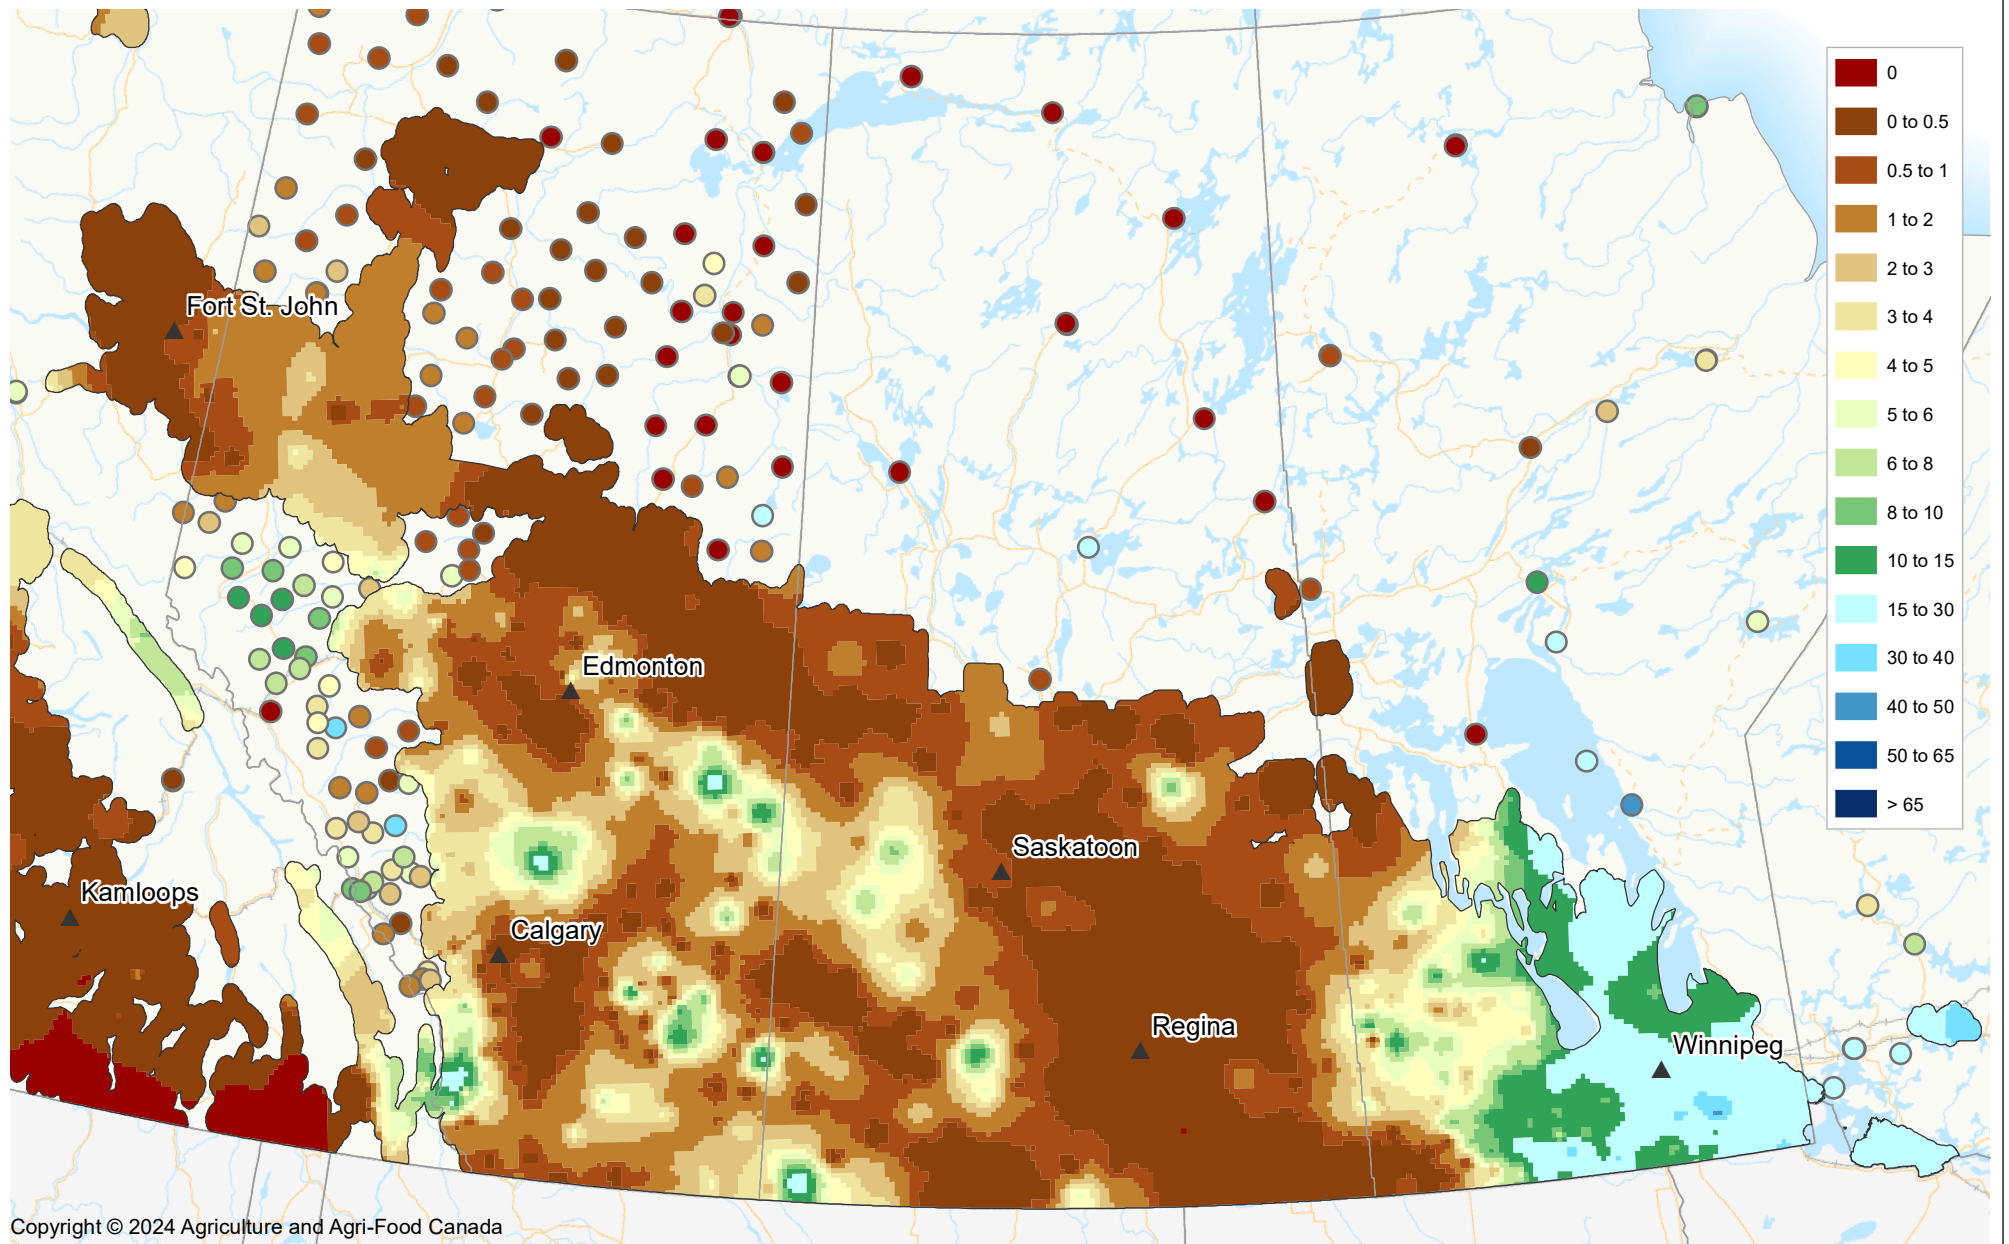 0
0 to 0.5
0.5 to 1
1 to 2
2 to 3
3 to 4
4 to 5
5 to 6
6 to 8
8 to 10
10 to 15
15 to 30
30 to 40
40 to 50
50 to 65
> 65
Fort St. John
Edmonton
Saskatoon
Kamloops
Calgary
Regina
Winnipeg
Copyright © 2024 Agriculture and Agri-Food Canada